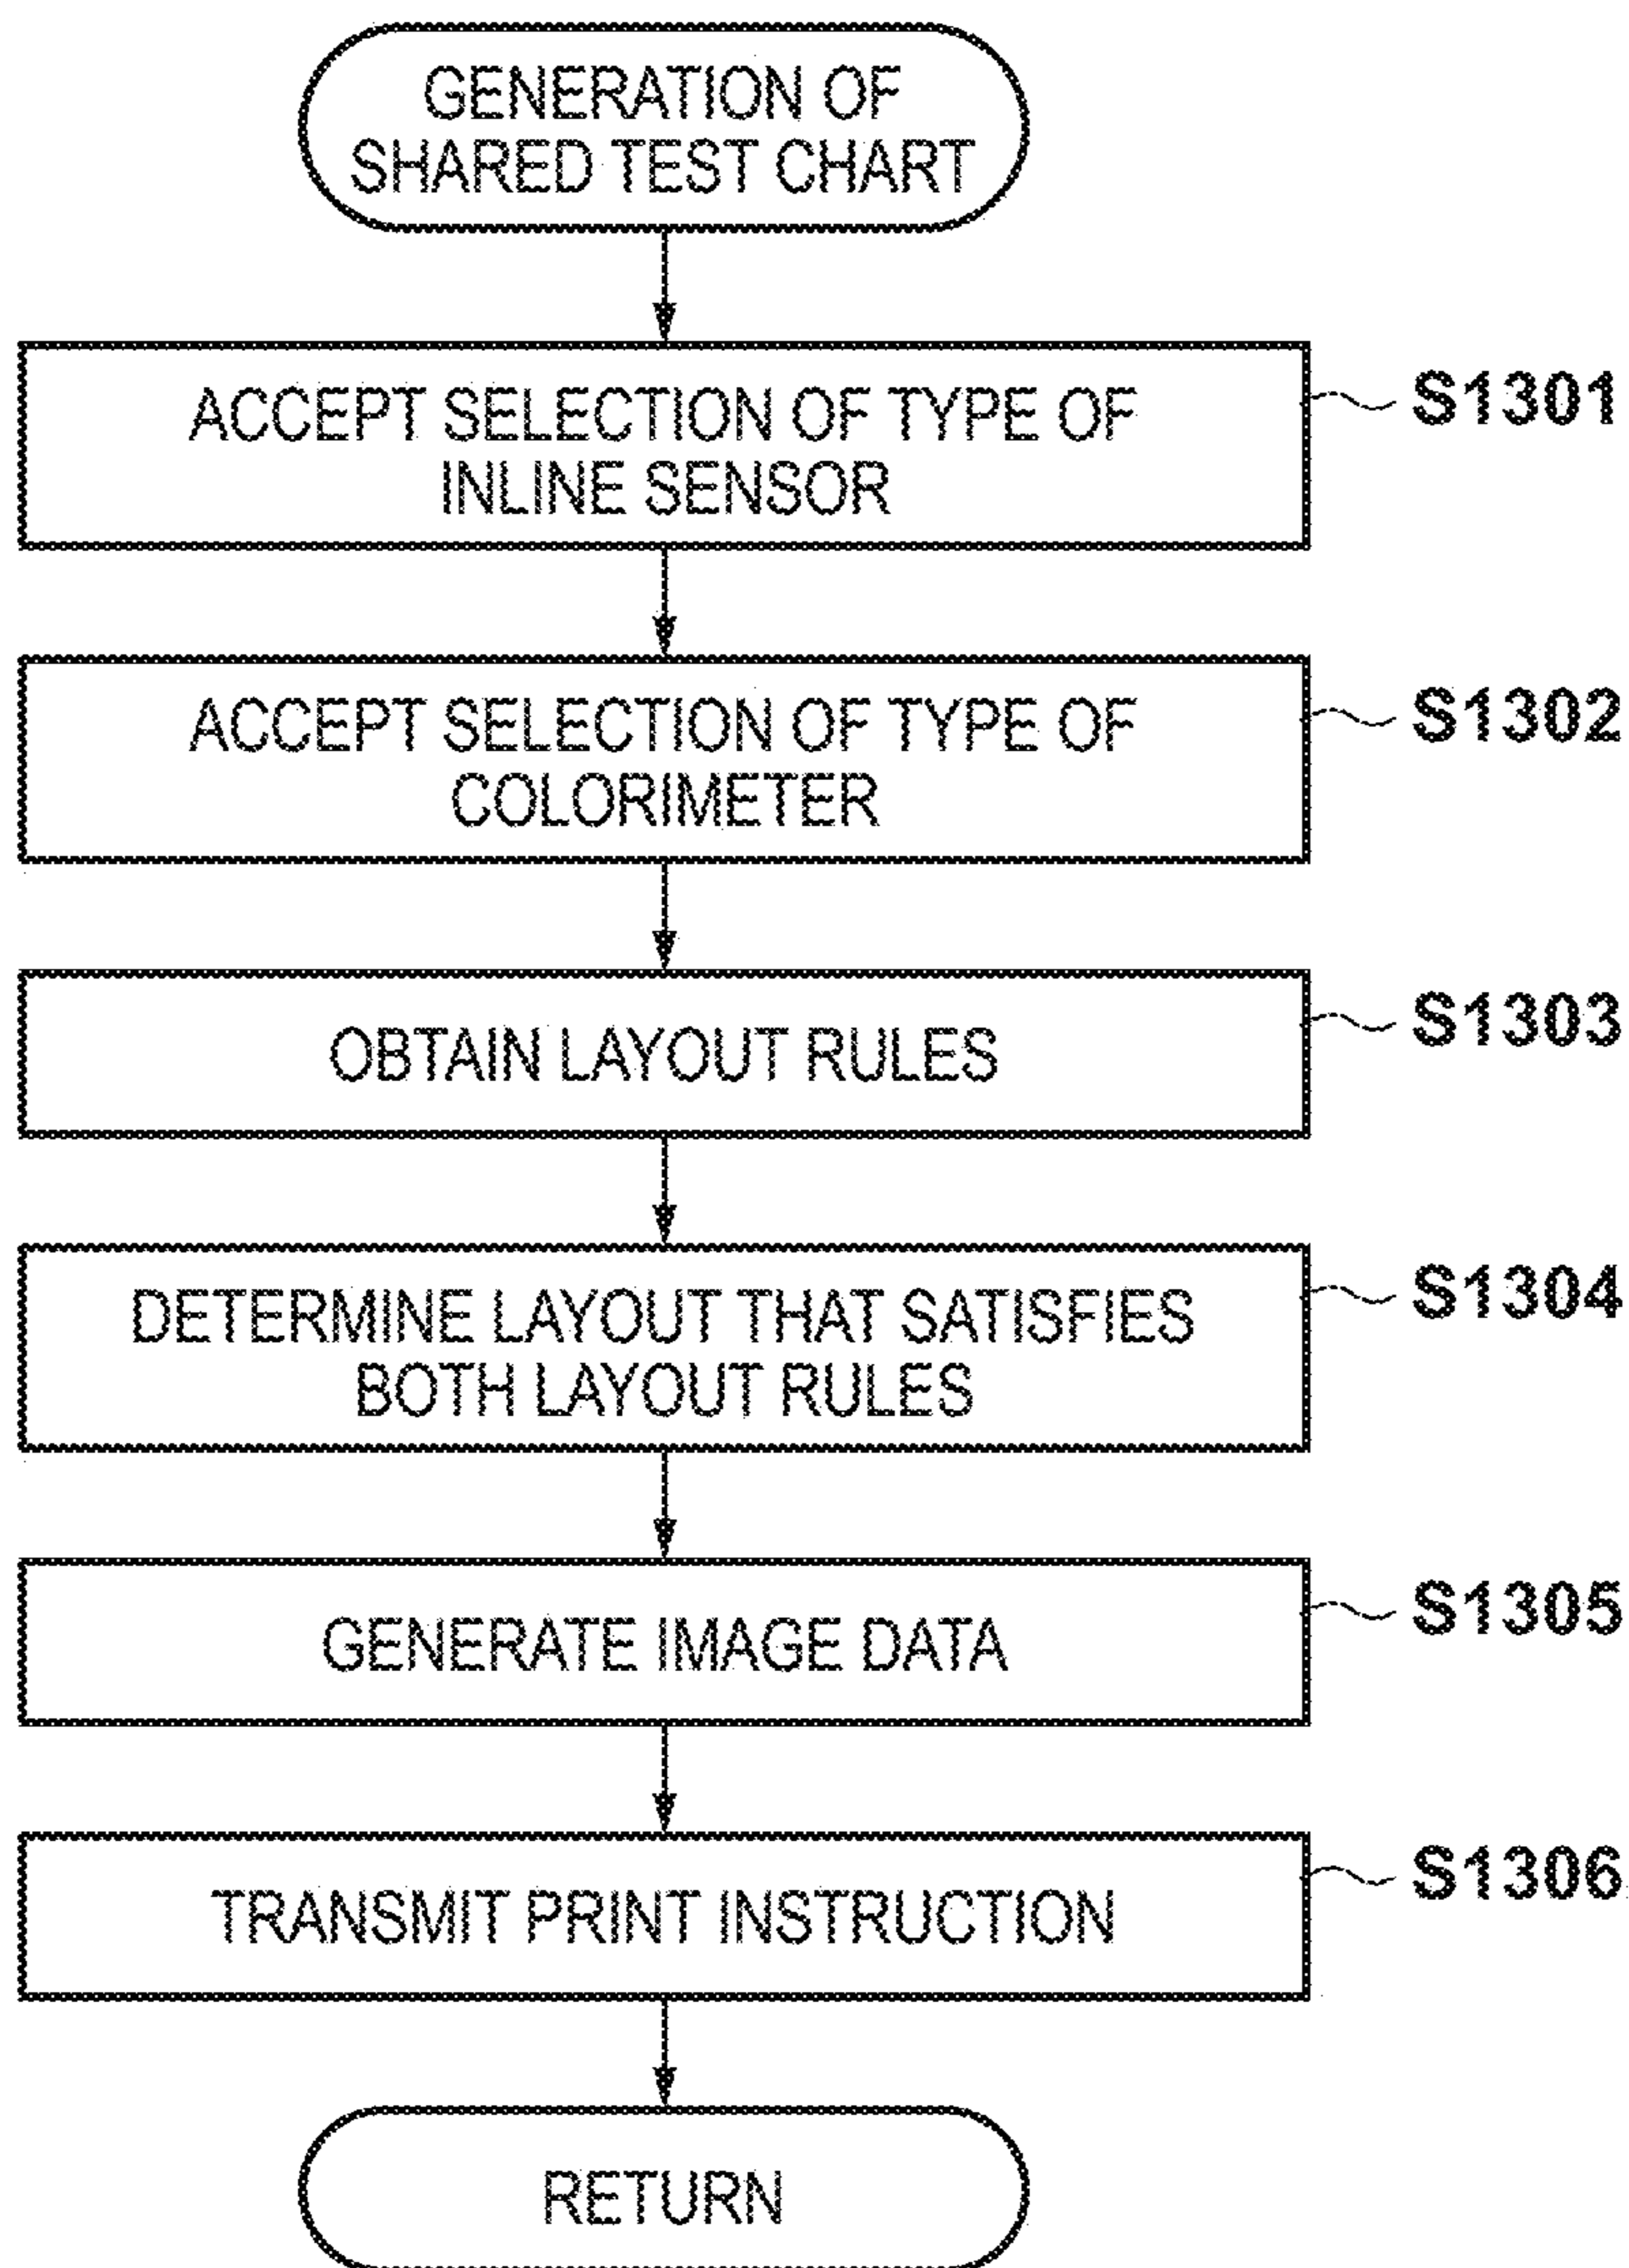 GENERATION OF
SHARED TEST CHART
ACCEPT SELECTION OF TYPE OF
INLINE SENSOR
S1301
ACCEPT SELECTION OF TYPE OF
COLORIMETER
S1302
OBTAIN LAYOUT RULES
S1303
DETERMINE LAYOUT THAT SATISFIES
BOTH LAYOUT RULES
S1304
GENERATE IMAGE DATA
S1305
TRANSMIT PRINT INSTRUCTION
S1306
RETURN